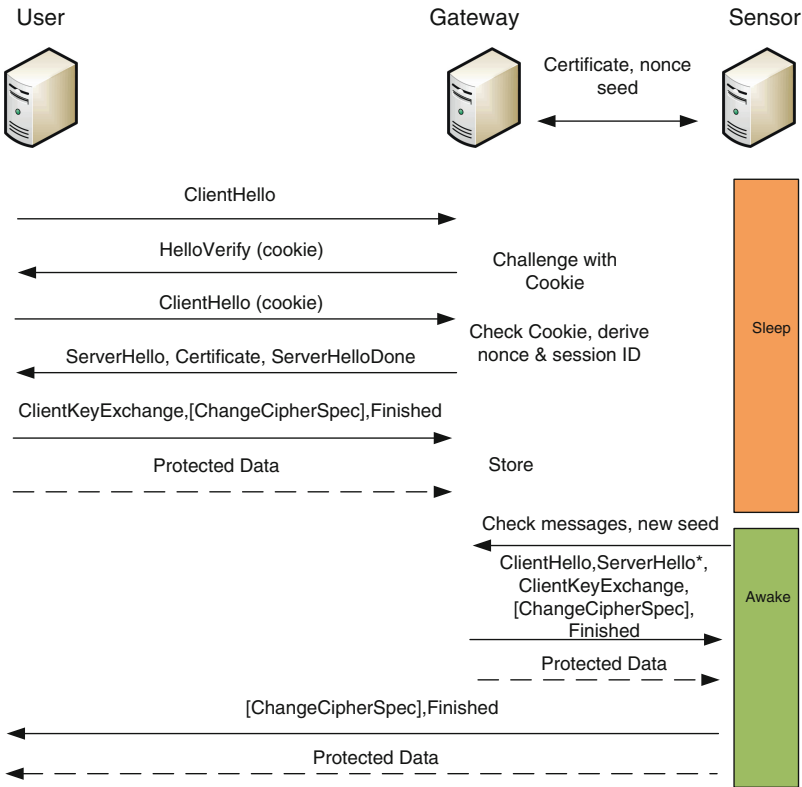 User
Gateway
Sensor
Certificate, nonce
seed
ClientHello
HelloVerify (cookie)
Challenge with
Cookie
ClientHello (cookie)
Check Cookie, derive
nonce & session ID
ServerHello, Certificate, ServerHelloDone
Sleep
ClientKeyExchange,[ChangeCipherSpec],Finished
Protected Data
Store
Check messages, new seed
ClientHello,ServerHello*,
ClientKeyExchange,
[ChangeCipherSpec],
Finished
Awake
Protected Data
[ChangeCipherSpec],Finished
Protected Data